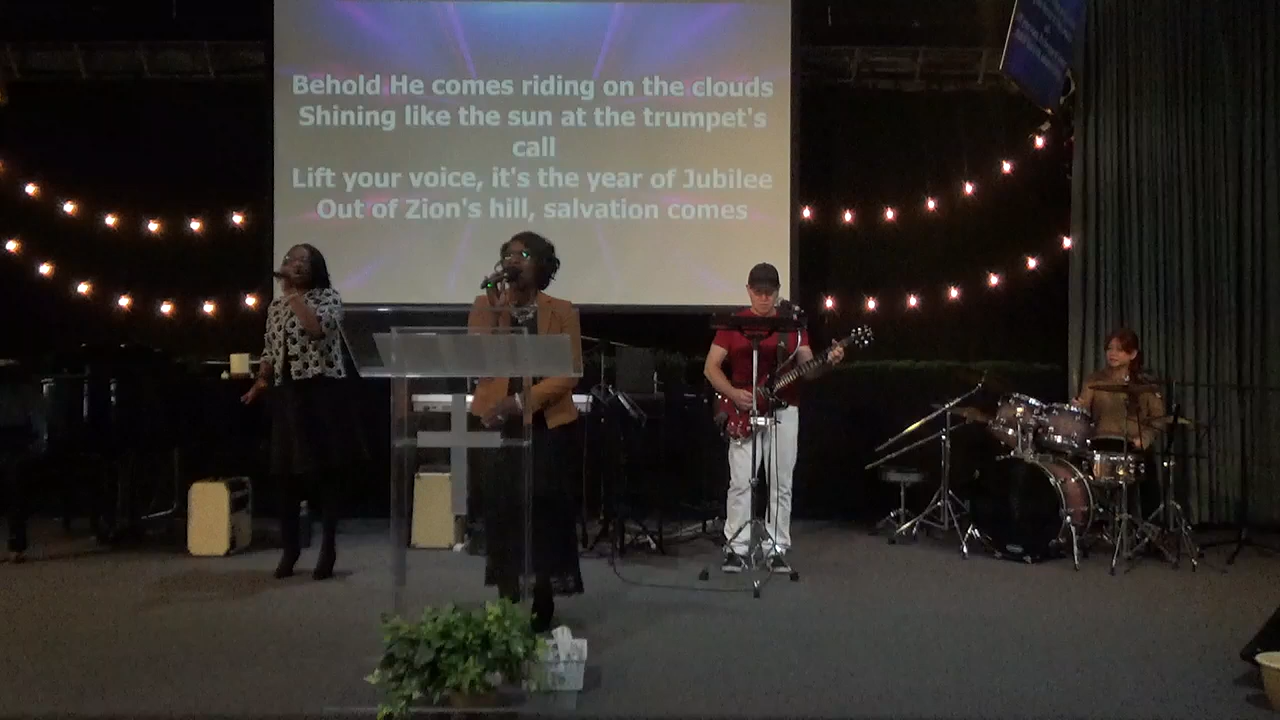 Behold He comes riding on the clouds
Shining like the sun at the trumpet's
call
Lift your voice, it's the year of Jubilee
Out of Zion's hill, salvation comes